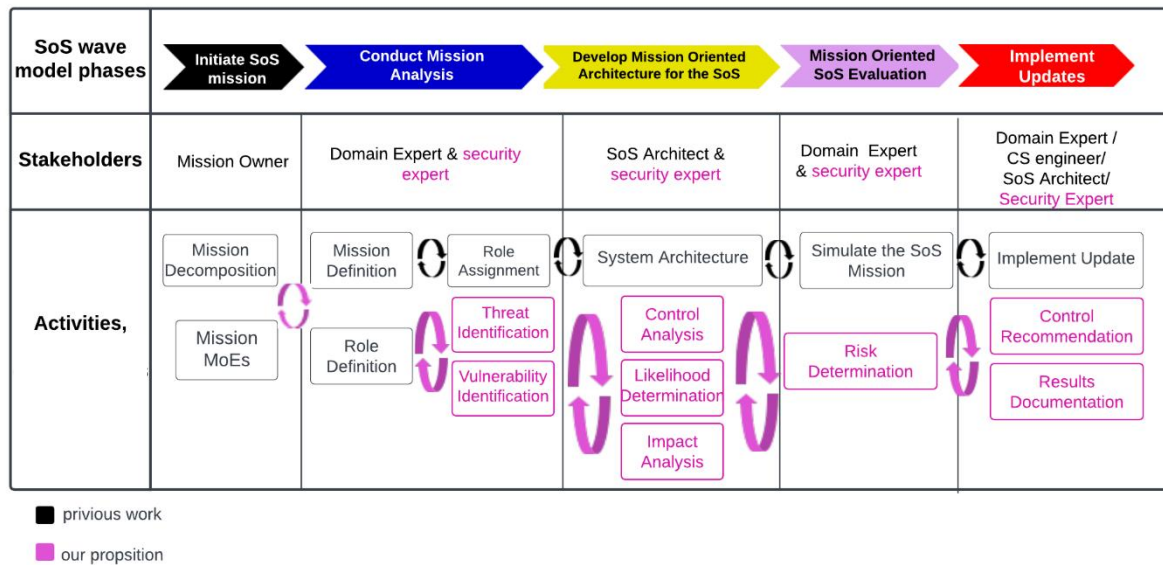 SoS wave
model phases
Initiate SoS
mission
Conduct Mission
Analysis
Develop Mission Oriented
Architecture for the SoS
Mission Oriented
SoS Evaluation
Implement
Updates
Stakeholders
Mission Owner
Domain Expert & security
expert
SoS Architect &
security expert
Domain Expert
& security expert
Domain Expert /
CS engineer/
SoS Architect/
Security Expert
Activities,
Mission
Decomposition
Mission
MoEs
Mission
Definition
Role
Assignment
Role
Definition
Threat
Identification
Vulnerability
Identification
System Architecture
Control
Analysis
Likelihood
Determination
Impact
Analysis
Simulate the SoS
Mission
Risk
Determination
Implement Update
Control
Recommendation
Results
Documentation
privious work
our propsition